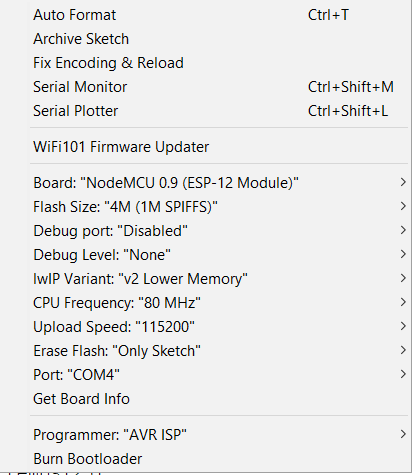 Auto Format Ctrl+T
Archive Sketch
Fix Encoding & Reload
Serial Monitor Ctrl+Shift+M
Serial Plotter Ctrl+Shift+L
WiFi101 Firmware Updater
Board: "NodeMCU 0.9 (ESP-12 Module)"
Flash Size: "4M (1M SPIFFS)"
Debug port: "Disabled"
Debug Level: "None"
lwIP Variant: "v2 Lower Memory"
CPU Frequency: "80 MHz"
Upload Speed: "115200"
Erase Flash: "Only Sketch"
Port: "COM4"
Get Board Info
Programmer: "AVR ISP"
Burn Bootloader